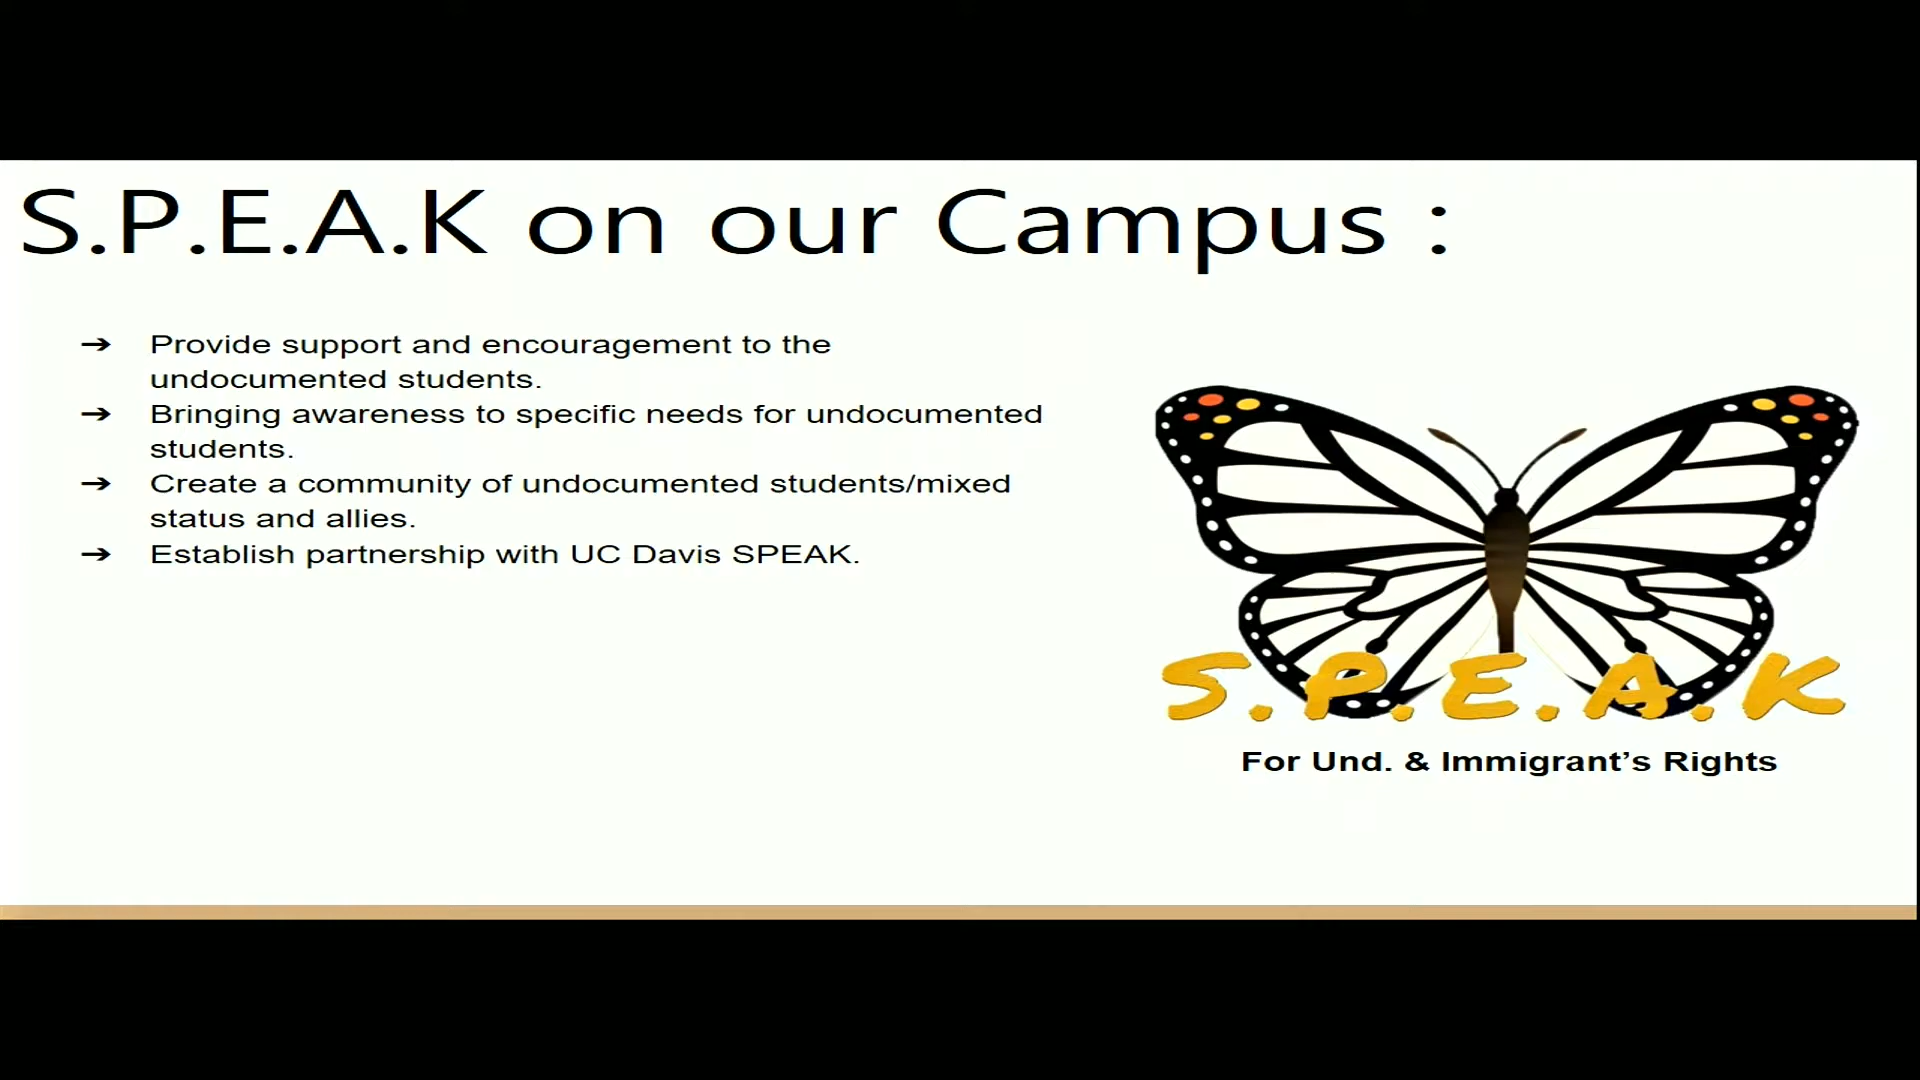 S.P.E.A.K on our Campus :
➔ Provide support and encouragement to the
undocumented students.
➔ Bringing awareness to specific needs for undocumented
students.
➔ Create a community of undocumented students/mixed
status and allies.
➔ Establish partnership with UC Davis SPEAK.
S.P.E.A.K
For Und. & Immigrant’s Rights